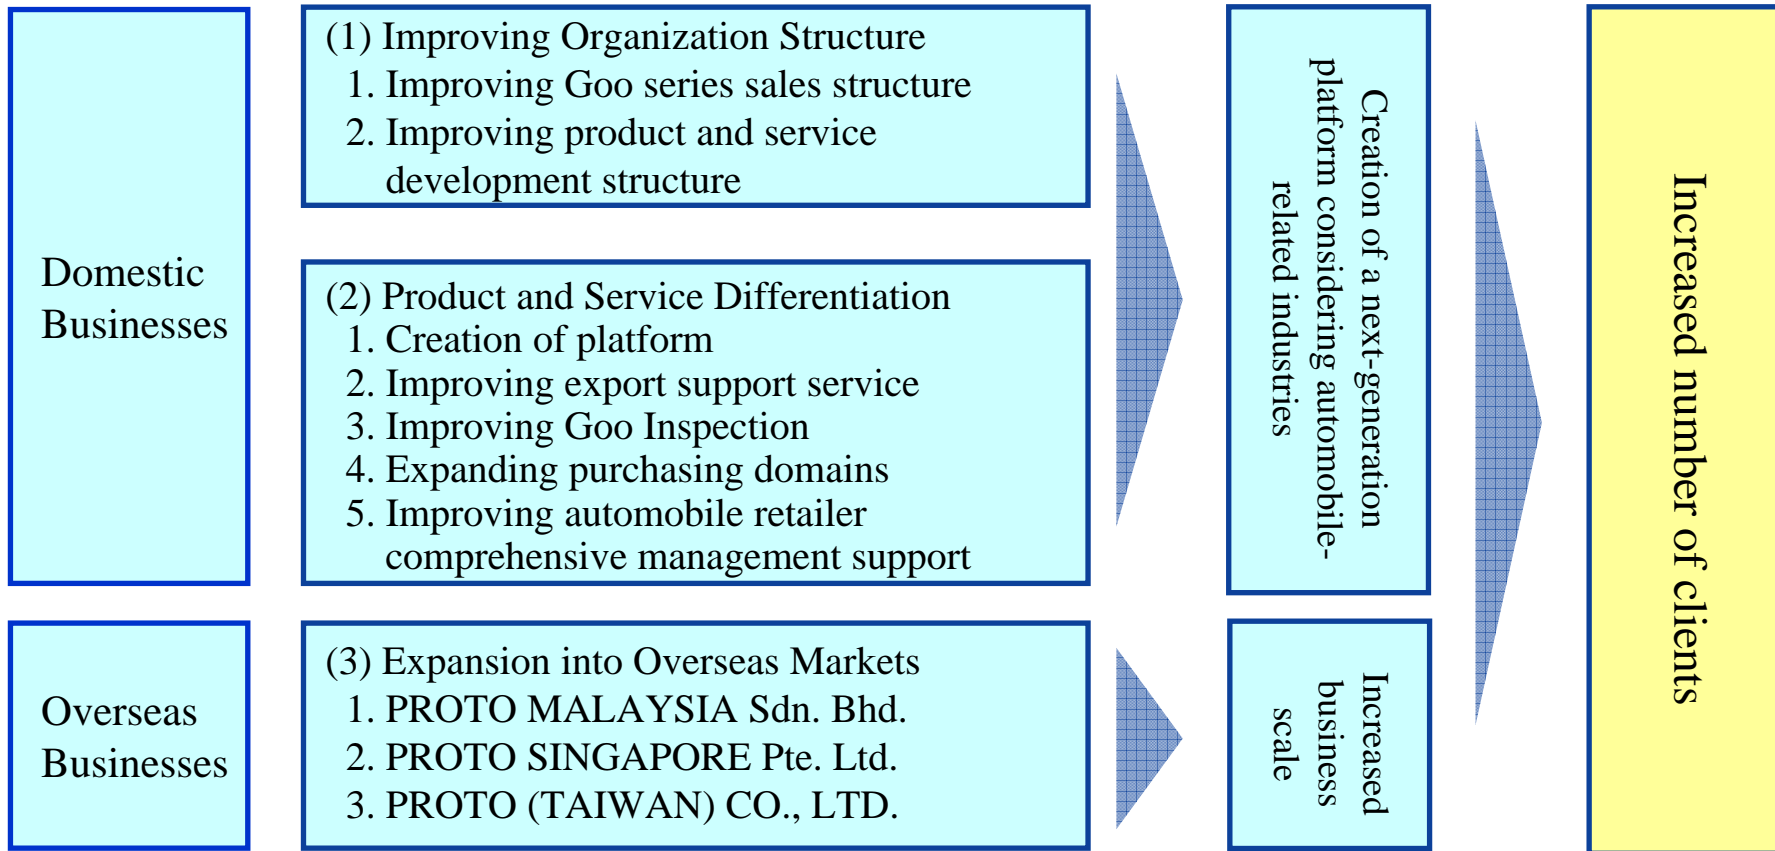 Domestic
Businesses
(1) Improving Organization Structure
1. Improving Goo series sales structure
2. Improving product and service
development structure
(2) Product and Service Differentiation
1. Creation of platform
2. Improving export support service
3. Improving Goo Inspection
4. Expanding purchasing domains
5. Improving automobile retailer
comprehensive management support
Creation of a next-generation
platform considering automobile-
related industries
Overseas
Businesses
(3) Expansion into Overseas Markets
1. PROTO MALAYSIA Sdn. Bhd.
2. PROTO SINGAPORE Pte. Ltd.
3. PROTO (TAIWAN) CO., LTD.
Increased
business
scale
Increased number of clients